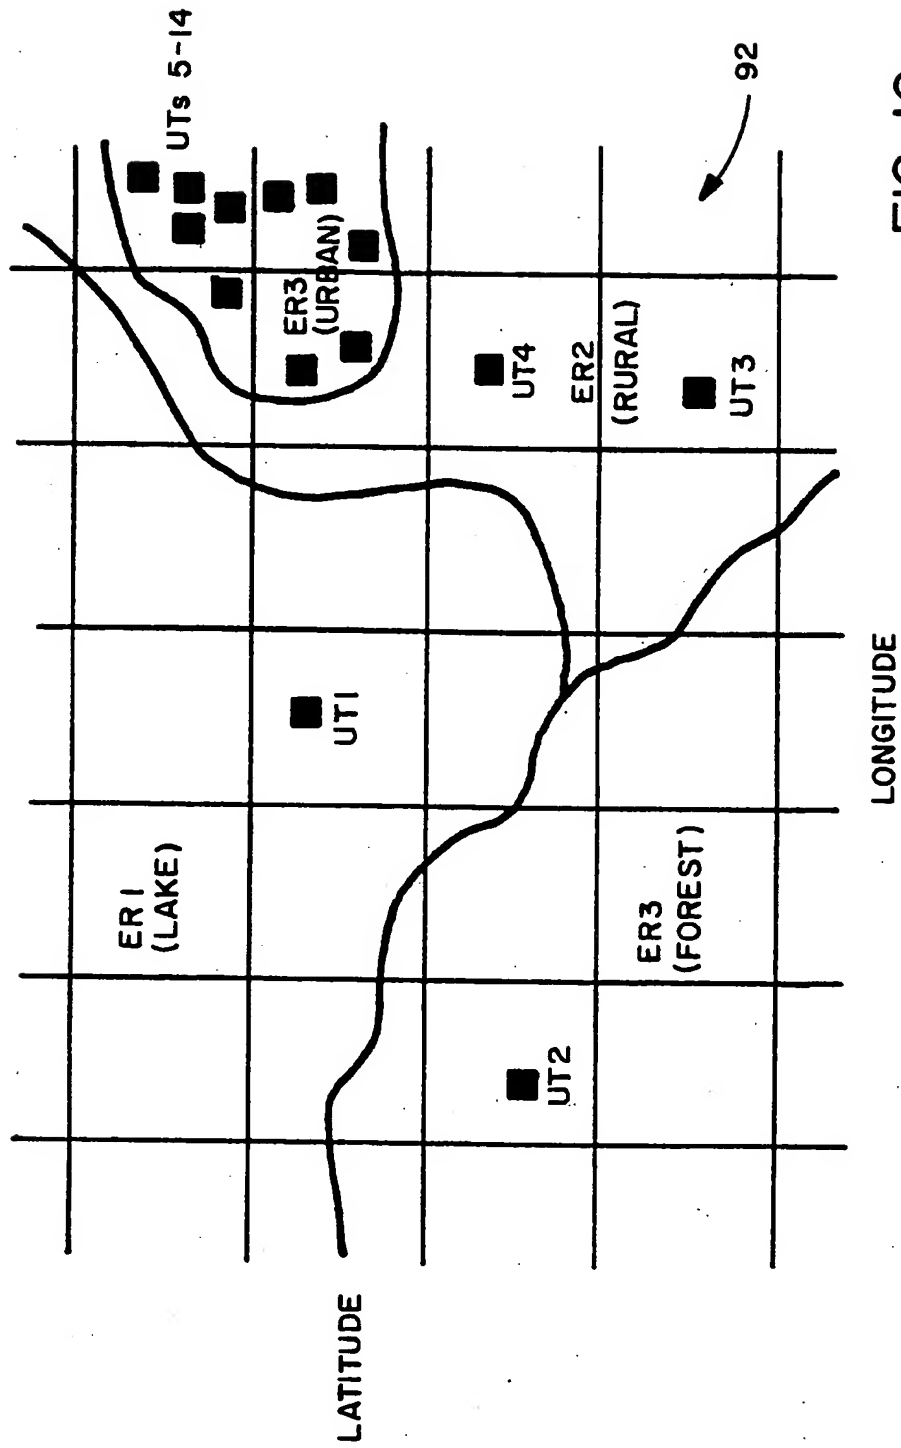 UTs 5-14
ER3
(URBAN)
ER1
(LAKE)
UT1
UT4
ER2
(RURAL)
UT3
UT2
ER3
(FOREST)
92
LATITUDE
LONGITUDE